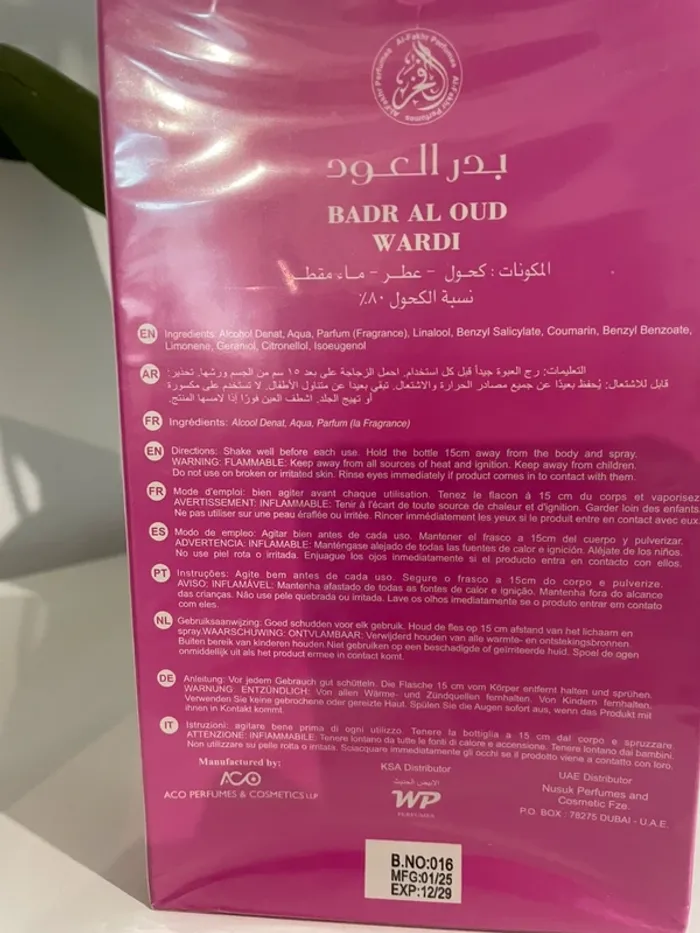 Al-Fakhr Perfumes
بدر العود
BADR AL OUD
WARDI
المكونات : كحول - عطر - ماء مقطر
نسبة الكحول ٨٠٪
EN Ingredients: Alcohol Denat, Aqua, Parfum (Fragrance), Linalool, Benzyl Salicylate, Coumarin, Benzyl Benzoate,
Limonene, Geraniol, Citronellol, Isoeugenol
AR التعليمات: رج العبوة جيداً قبل كل استخدام. احمل الزجاجة على بعد ١٥ سم من الجسم ورشها. تحذير:
قابل للاشتعال: يُحفظ بعيدًا عن جميع مصادر الحرارة والاشتعال. تبقي بعيدا عن متناول الأطفال. لا تستخدم على مكسورة
أو تهيج الجلد. اشطف العين فورًا إذا لامسها المنتج.
FR Ingrédients: Alcool Denat, Aqua, Parfum (la Fragrance)
EN Directions: Shake well before each use. Hold the bottle 15cm away from the body and spray.
WARNING: FLAMMABLE: Keep away from all sources of heat and ignition. Keep away from children.
Do not use on broken or irritated skin. Rinse eyes immediately if product comes in to contact with them.
FR Mode d'emploi: bien agiter avant chaque utilisation. Tenez le flacon à 15 cm du corps et vaporisez
AVERTISSEMENT: INFLAMMABLE: Tenir à l'écart de toute source de chaleur et d'ignition. Garder loin des enfants
Ne pas utiliser sur une peau éraflée ou irritée. Rincer immédiatement les yeux si le produit entre en contact avec eux
ES Modo de empleo: Agitar bien antes de cada uso. Mantener el frasco a 15cm del cuerpo y pulverizar.
ADVERTENCIA, INFLAMABLE: Manténgase alejado de todas las fuentes de calor e ignición. Aléjate de los niños.
No use piel rota o irritada. Enjuague los ojos inmediatamente si el producto entra en contacto con ellos.
PT Instruções: Agite bem antes de cada uso. Segure o frasco a 15cm do corpo e pulverize.
AVISO: INFLAMÁVEL: Mantenha afastado de todas as fontes de calor e ignição. Mantenha fora do alcance
das crianças. Não use pele quebrada ou irritada. Lave os olhos imediatamente se o produto entrar em contato
com eles.
NL Gebruiksaanwijzing: Goed schudden voor elk gebruik. Houd de fles op 15 cm afstand van het lichaam en
spray.WAARSCHUWING: ONTVLAMBAAR: Verwijderd houden van alle warmte- en ontstekingsbronnen.
Buiten bereik van kinderen houden.Niet gebruiken op een beschadigde of geïrriteerde huid. Spoel de ogen
onmiddellijk uit als het product ermee in contact komt.
DE Anleitung: Vor jedem Gebrauch gut schütteln. Die Flasche 15 cm vom Körper entfernt halten und sprühen.
WARNUNG: ENTZÜNDLICH: Von allen Wärme- und Zündquellen fernhalten. Von Kindern fernhalten.
Verwenden Sie keine gebrochene oder gereizte Haut. Spülen Sie die Augen sofort aus, wenn das Produkt mit
ihnen in Kontakt kommt.
IT Istruzioni: agitare bene prima di ogni utilizzo. Tenere la bottiglia a 15 cm dal corpo e spruzzare
ATTENZIONE: INFIAMMABILE: Tenere lontano da tutte le fonti di calore e accensione. Tenere lontano dai bambini.
Non utilizzare su pelle rotta o irritata. Sciacquare immediatamente gli occhi se il prodotto viene a contatto con loro.
Manufactured by:
ACO
ACO PERFUMES & COSMETICS LLP
KSA Distributor
WP
PERFUMES
UAE Distributor
Nusuk Perfumes and
Cosmetic Fze.
P.O. BOX : 78275 DUBAI - U.A.E.
B.NO:016
MFG:01/25
EXP:12/29